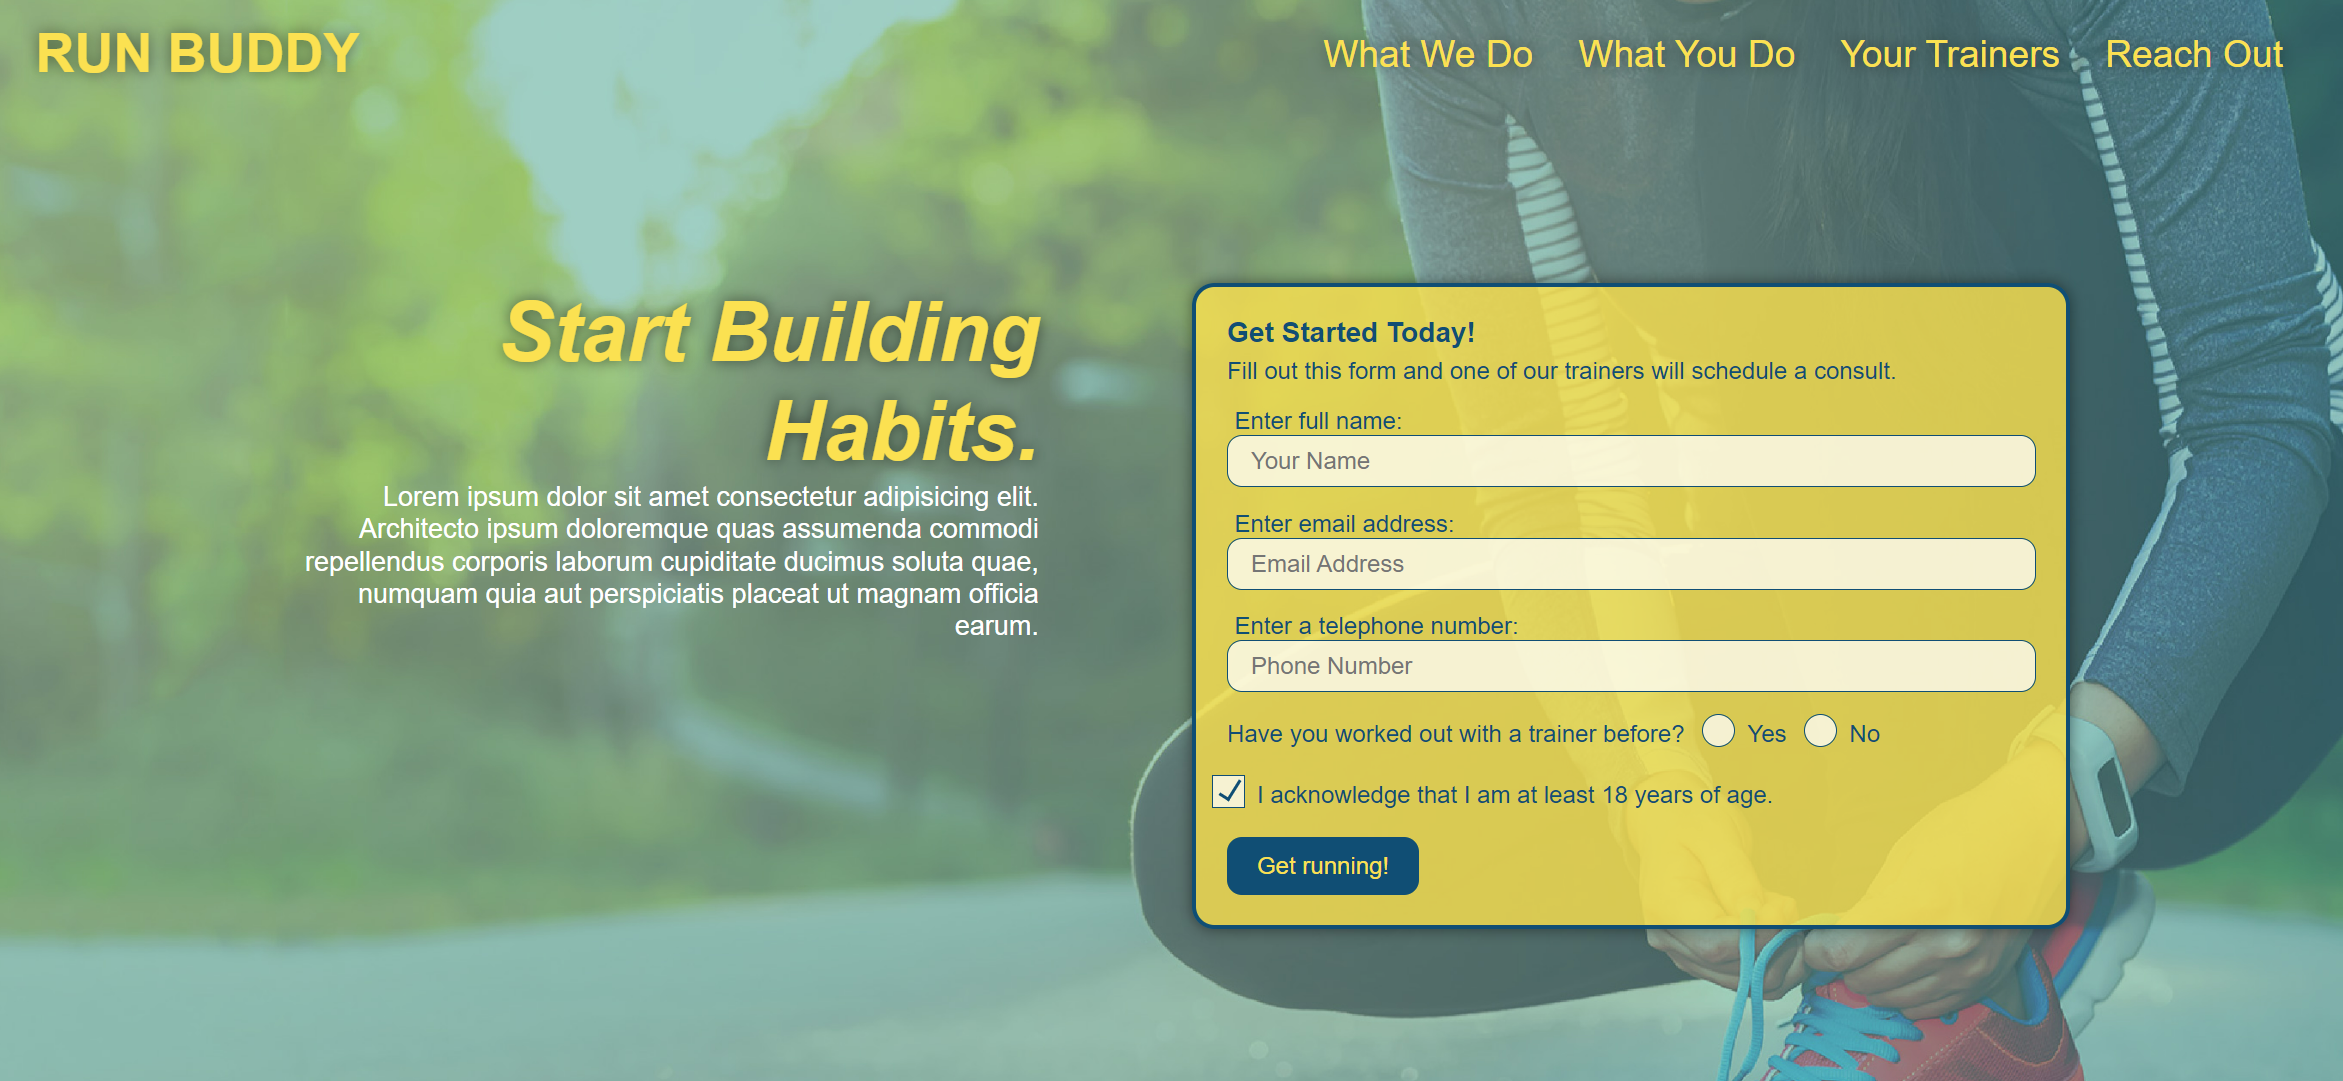 RUN BUDDY
What We Do
What You Do
Your Trainers
Reach Out
Start Building
Habits.
Lorem ipsum dolor sit amet consectetur adipisicing elit.
Architecto ipsum doloremque quas assumenda commodi
repellendus corporis laborum cupiditate ducimus soluta quae,
numquam quia aut perspiciatis placeat ut magnam officia
earum.
Get Started Today!
Fill out this form and one of our trainers will schedule a consult.
Enter full name:
Your Name
Enter email address:
Email Address
Enter a telephone number:
Phone Number
Have you worked out with a trainer before? Yes No
I acknowledge that I am at least 18 years of age.
Get running!